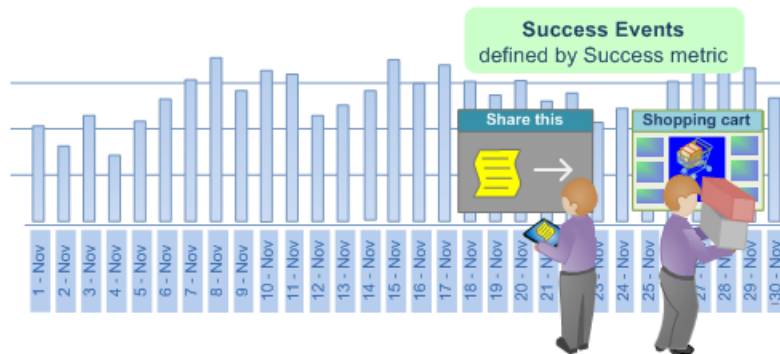 Success Events
defined by Success metric
Share this
Shopping cart
1 - Nov
2 - Nov
3 - Nov
4 - Nov
5 - Nov
6 - Nov
7 - Nov
8 - Nov
9 - Nov
10 - Nov
11 - Nov
12 - Nov
13 - Nov
14 - Nov
15 - Nov
16 - Nov
17 - Nov
18 - Nov
19 - Nov
20 - Nov
21 -
23 - Nov
24 - Nov
25 -
27 -
28 - Nov
29 - Nov
30 - Nov